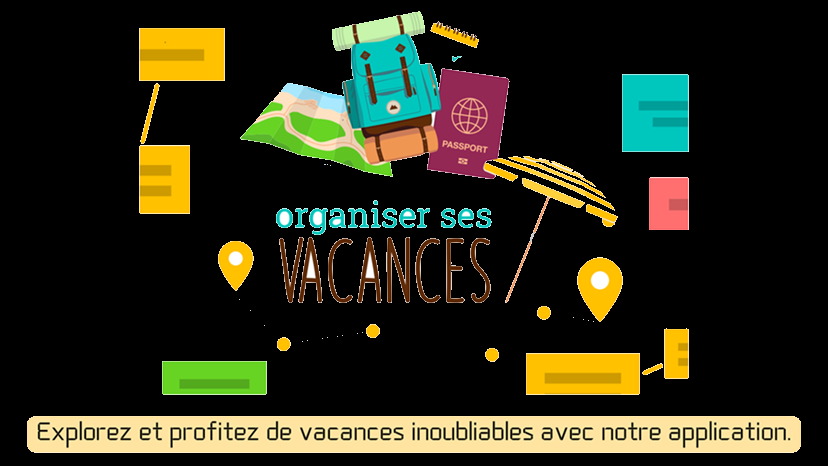 PASSPORT
organiser ses
VACANCES
Explorez et profitez de vacances inoubliables avec notre application.